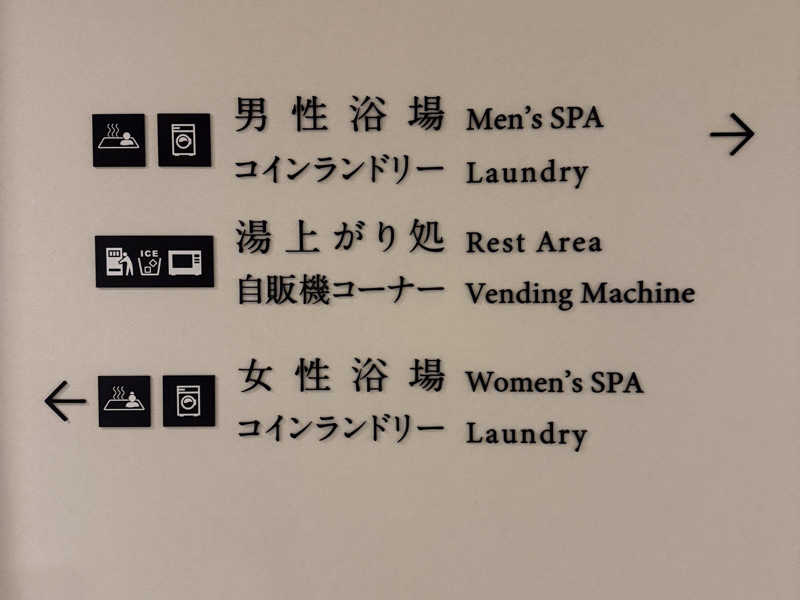 男性浴場 Men's SPA
コインランドリー Laundry
ICE
湯上がり処 Rest Area
自販機コーナー Vending Machine
女性浴場 Women's SPA
コインランドリー Laundry